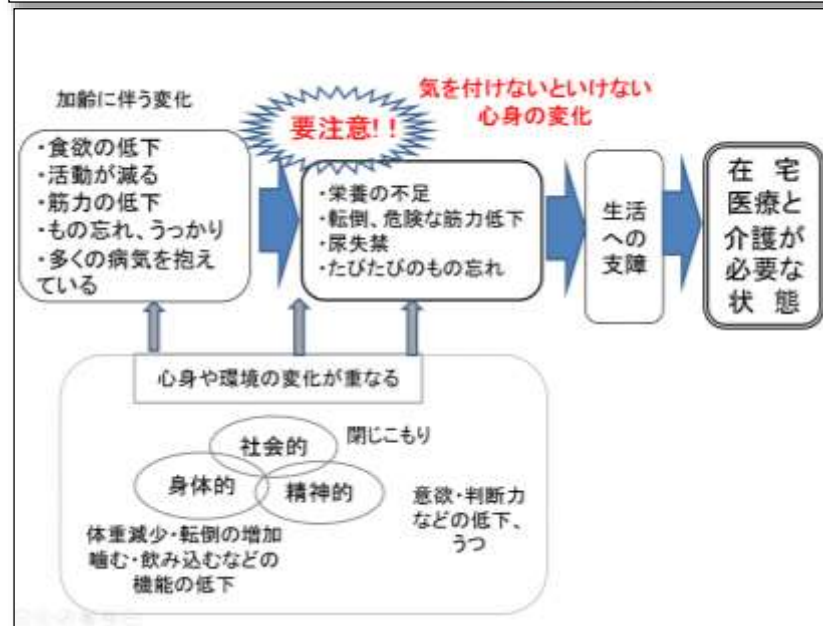 加齢に伴う変化
・食欲の低下
・活動が減る
・筋力の低下
・もの忘れ、うっかり
・多くの病気を抱え
ている
要注意！！
気を付けないといけない
心身の変化
・栄養の不足
・転倒、危険な筋力低下
・尿失禁
・たびたびのもの忘れ
生活
への
支障
在　宅
医療と
介護が
必要な
状　態
心身や環境の変化が重なる
社会的
閉じこもり
身体的
精神的
意欲・判断力
などの低下、
うつ
体重減少・転倒の増加
噛む・飲み込むなどの
機能の低下